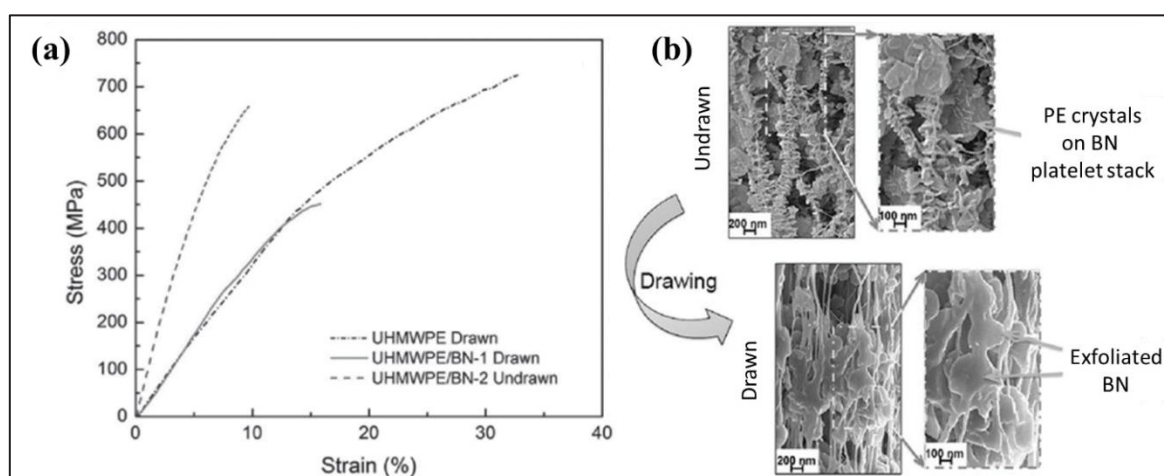 (a)
800
700
600
500
400
300
200
100
0
Stress (MPa)
0
10
20
30
40
Strain (%)
UHMWPE Drawn
UHMWPE/BN-1 Drawn
UHMWPE/BN-2 Undrawn
(b)
Undrawn
200 nm
100 nm
PE crystals
on BN
platelet stack
Drawing
Drawn
200 nm
100 nm
Exfoliated
BN